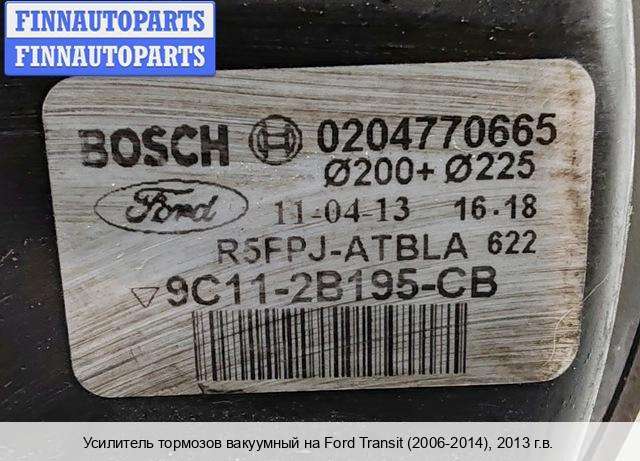 FINNAUTOPARTS
FINNAUTOPARTS
BOSCH 0204770665
Ø200+Ø225
Ford 11-04-13 16.18
R5FPJ-ATBLA 622
▽9C11-2B195-CB
Усилитель тормозов вакуумный на Ford Transit (2006-2014), 2013 г.в.